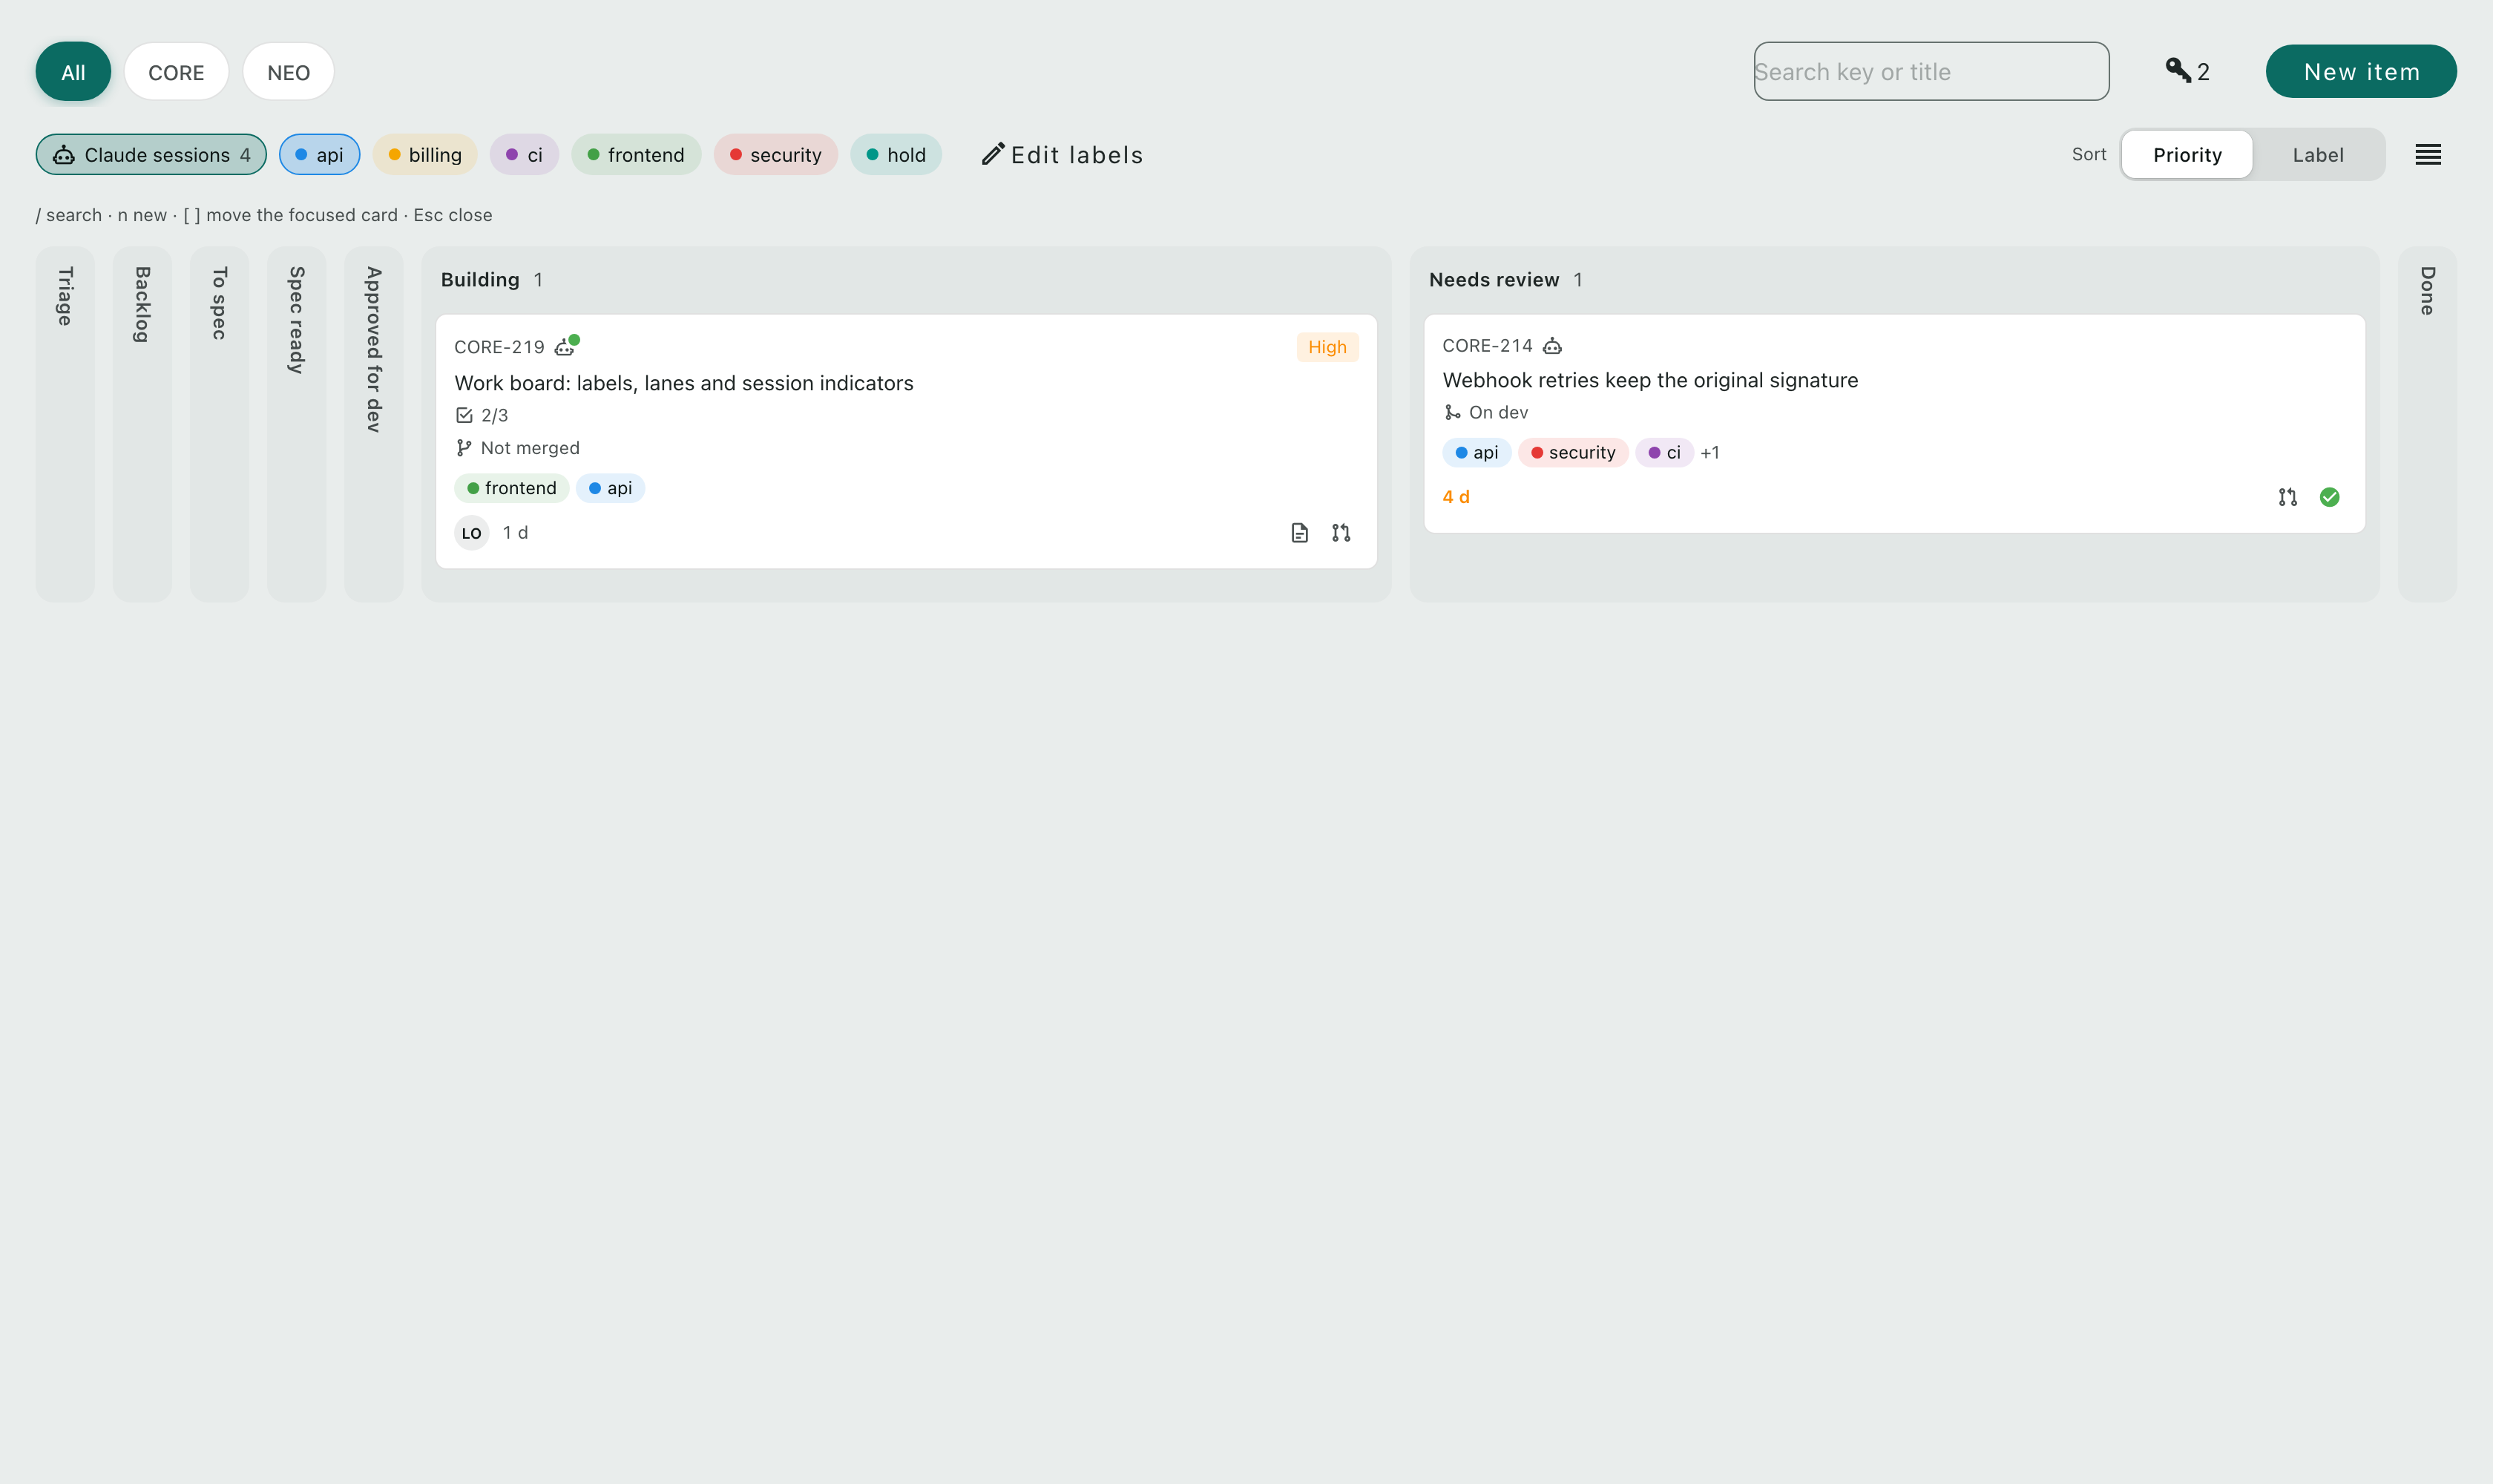 All CORE NEO Search key or title 2 New item
Claude sessions 4 api billing ci frontend security hold Edit labels Sort Priority Label
/ search · n new · [ ] move the focused card · Esc close
Triage
Backlog
To spec
Spec ready
Approved for dev
Building 1
CORE-219 High
Work board: labels, lanes and session indicators
2/3
Not merged
frontend api
LO 1 d
Needs review 1
CORE-214
Webhook retries keep the original signature
On dev
api security ci +1
4 d
Done